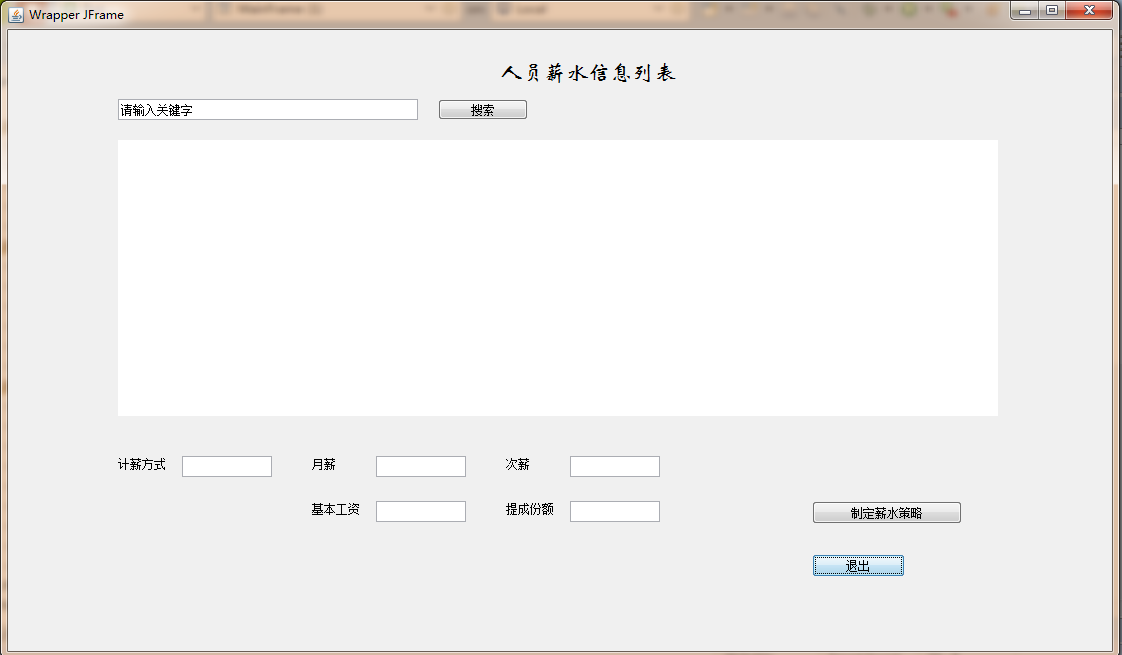 Wrapper JFrame
人员薪水信息列表
请输入关键字 搜索
计薪方式 月薪 次薪
基本工资 提成份额 制定薪水策略
退出